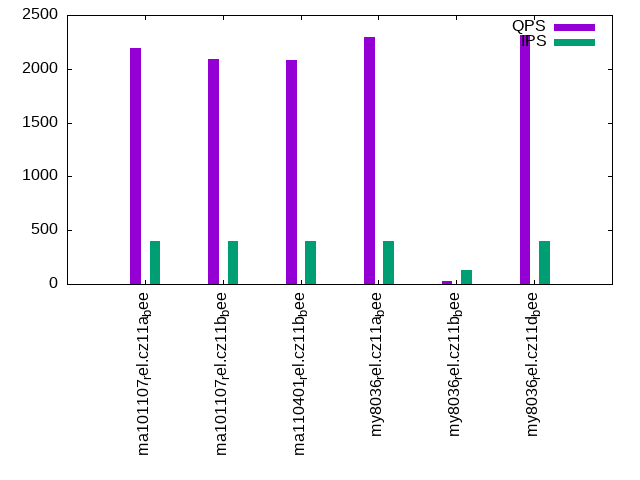 2500
2000
1500
1000
500
0
QPS
IPS
ma101107rel.cz11abee
ma101107rel.cz11bbee
ma110401rel.cz11bbee
my8036rel.cz11abee
my8036rel.cz11bbee
my8036rel.cz11dbee